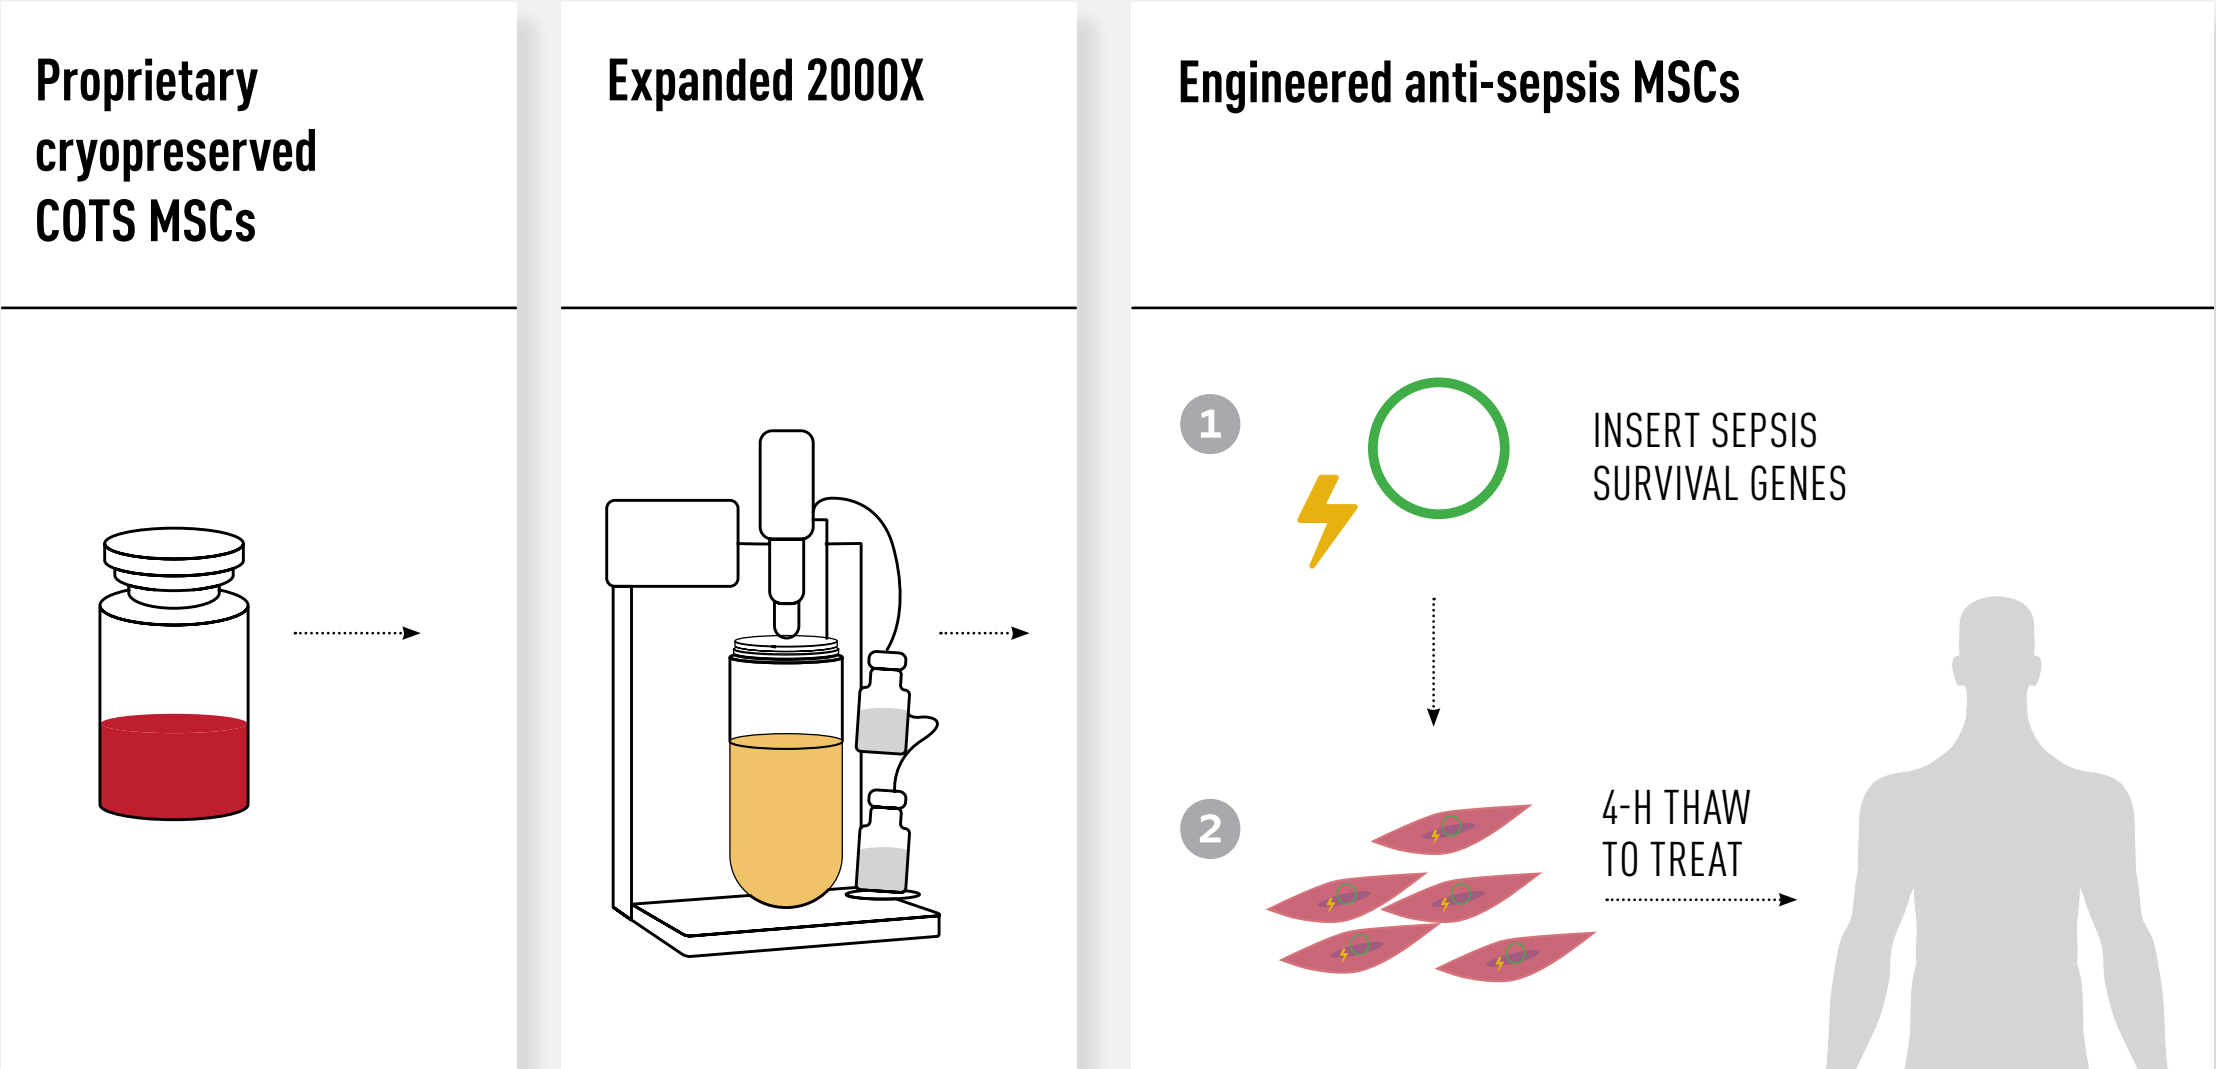 Proprietary
cryopreserved
COTS MSCs
Expanded 2000X
Engineered anti-sepsis MSCs
1
INSERT SEPSIS
SURVIVAL GENES
2
4-H THAW
TO TREAT